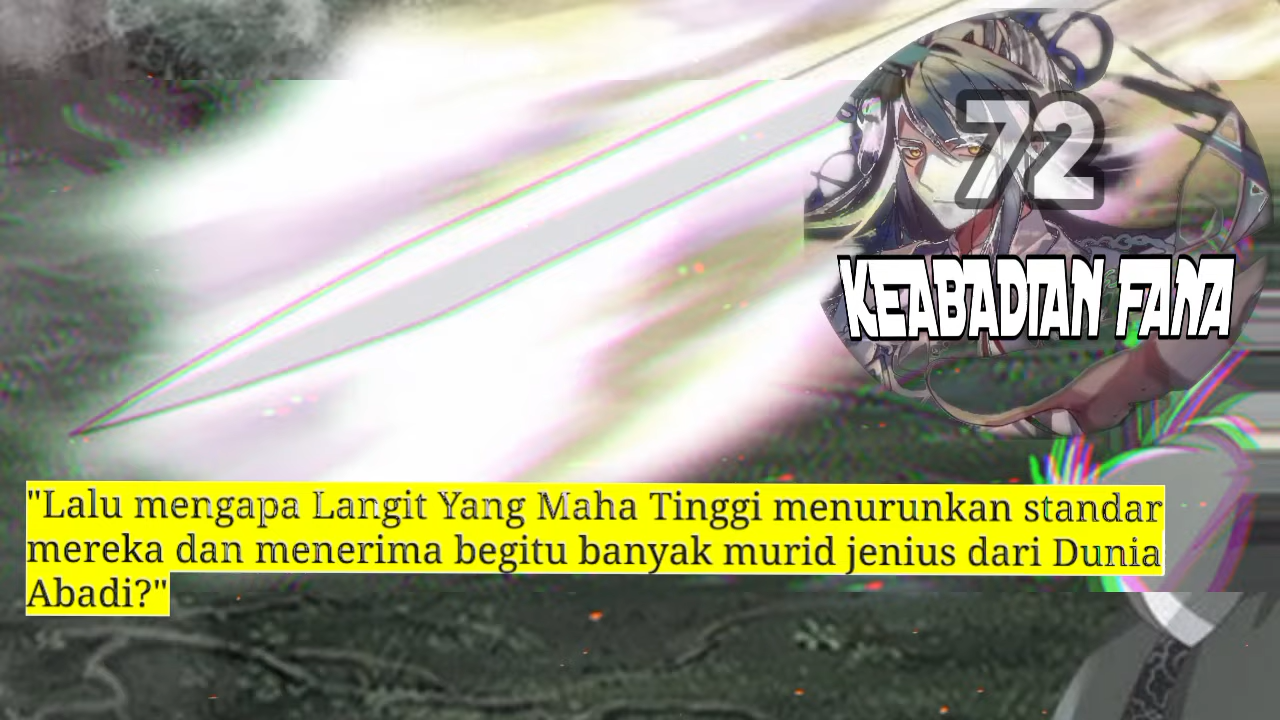 72
KEABADIAN FANA
"Lalu mengapa Langit Yang Maha Tinggi menurunkan standar
mereka dan menerima begitu banyak murid jenius dari Dunia
Abadi?"